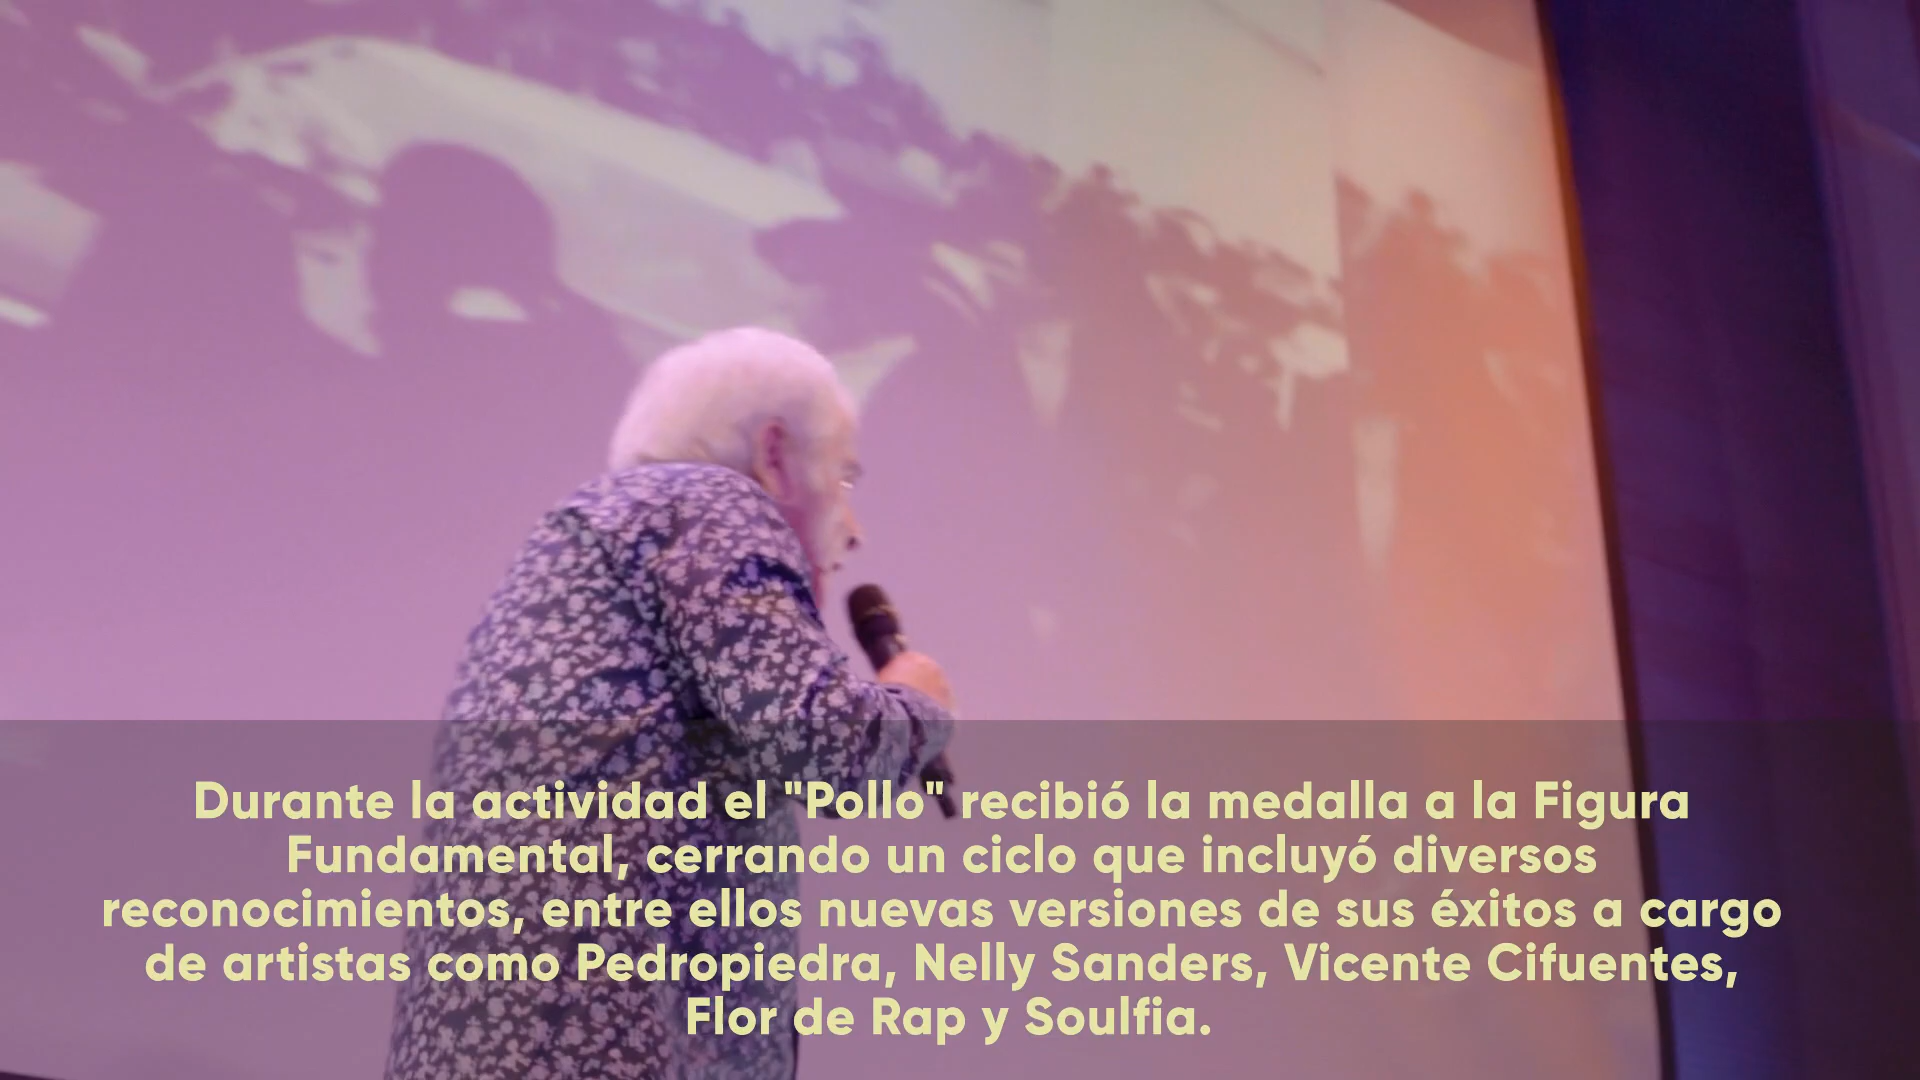 Durante la actividad el "Pollo" recibió la medalla a la Figura
Fundamental, cerrando un ciclo que incluyó diversos
reconocimientos, entre ellos nuevas versiones de sus éxitos a cargo
de artistas como Pedropiedra, Nelly Sanders, Vicente Cifuentes,
Flor de Rap y Soulfia.